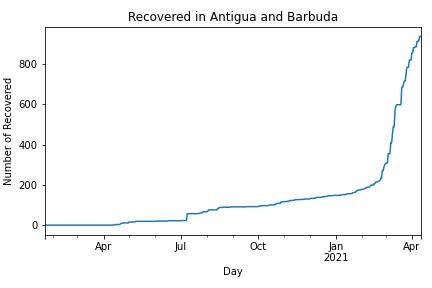 Recovered in Antigua and Barbuda
Number of Recovered
800
600
400
200
0
Apr
Jul
Oct
Jan
2021
Apr
Day